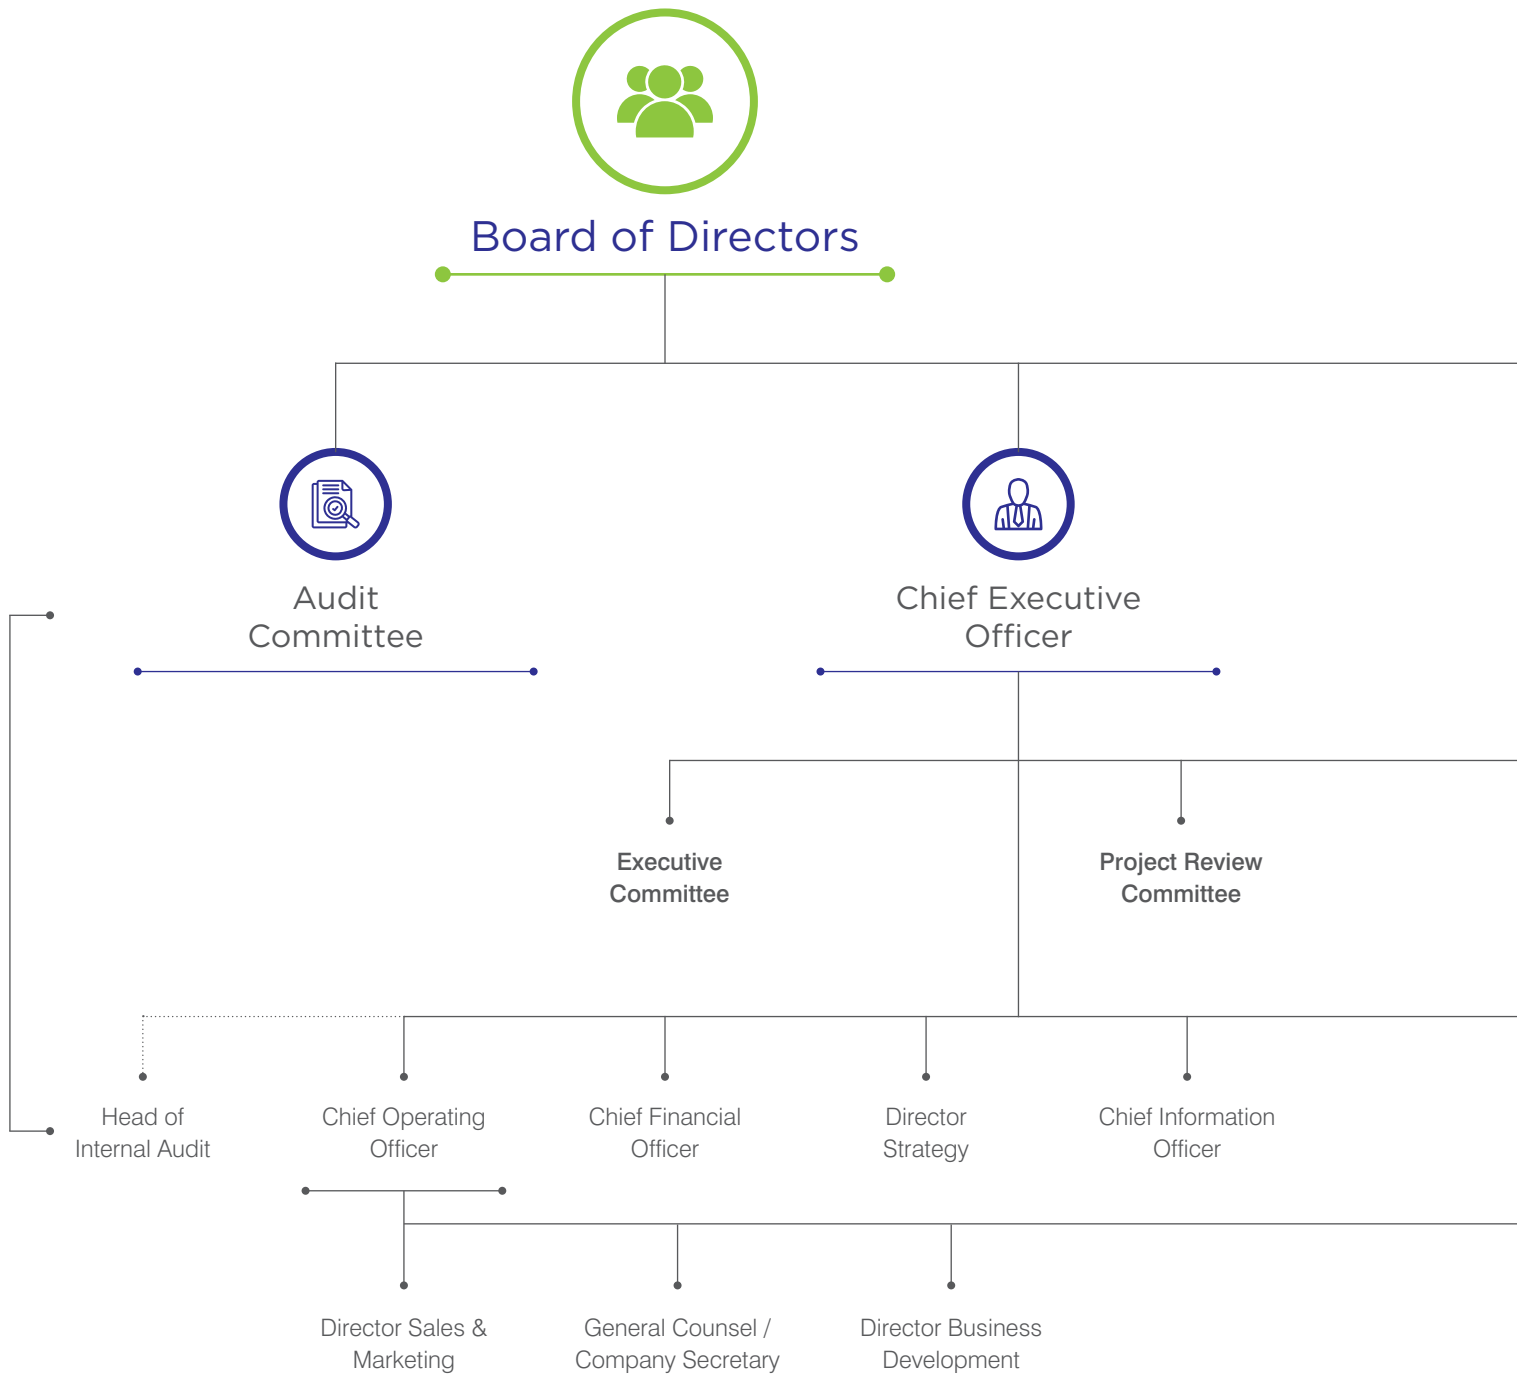 Board of Directors
Audit
Committee
Chief Executive
Officer
Executive
Committee
Project Review
Committee
Head of
Internal Audit
Chief Operating
Officer
Chief Financial
Officer
Director
Strategy
Chief Information
Officer
Director Sales &
Marketing
General Counsel /
Company Secretary
Director Business
Development